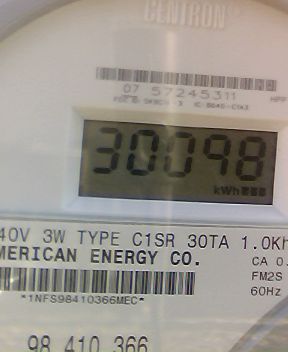 CENTRON®
07 57245311
30098
kWh
40V 3W TYPE C1SR 30TA 1.0Kh
MERICAN ENERGY CO.
CA 0.
FM2S
60Hz
*1NFS98410366MEC*
98 410 366